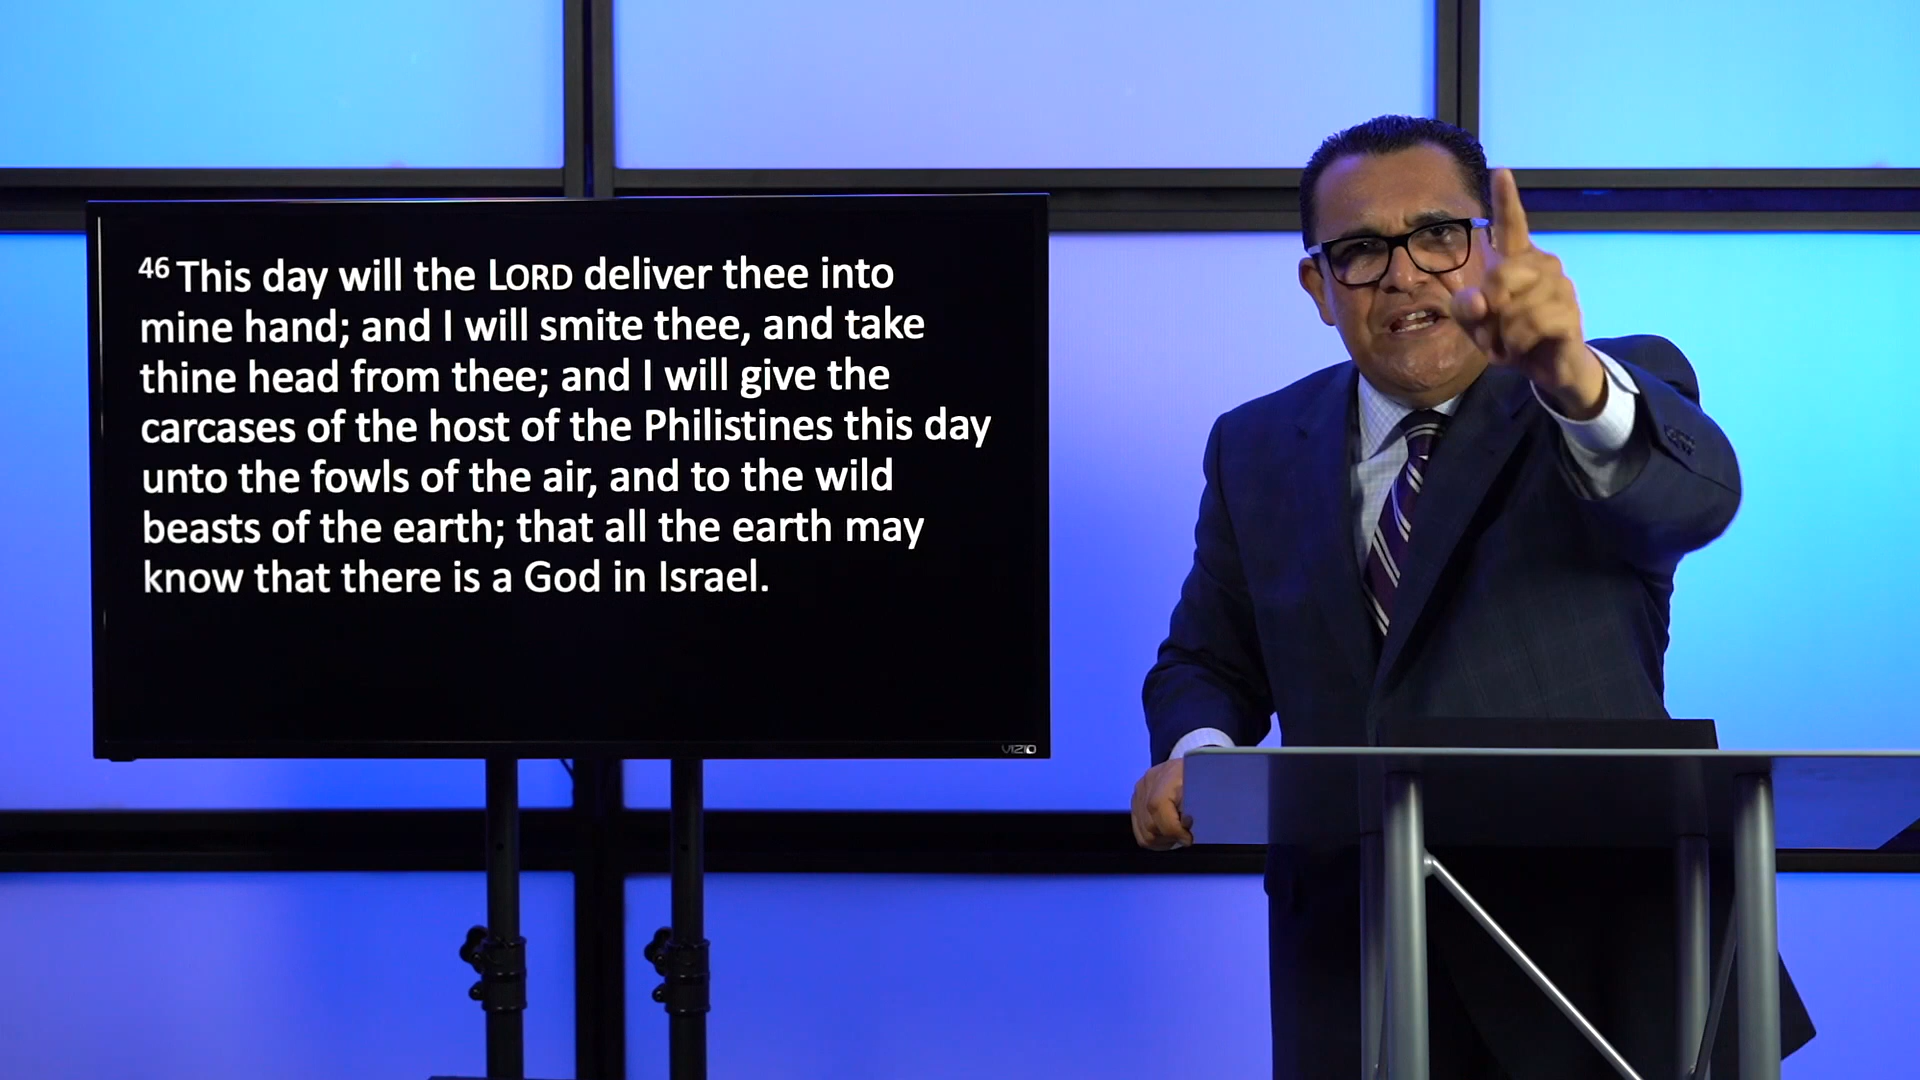 46 This day will the LORD deliver thee into
mine hand; and I will smite thee, and take
thine head from thee; and I will give the
carcases of the host of the Philistines this day
unto the fowls of the air, and to the wild
beasts of the earth; that all the earth may
know that there is a God in Israel.
VIZIO